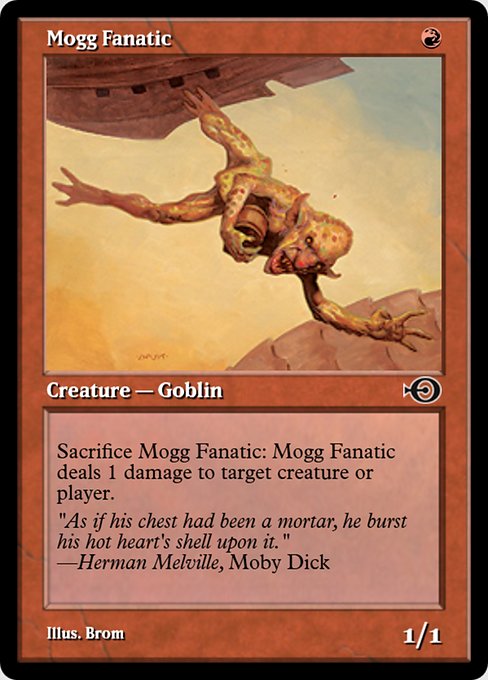 Mogg Fanatic
Creature — Goblin
Sacrifice Mogg Fanatic: Mogg Fanatic
deals 1 damage to target creature or
player.
"As if his chest had been a mortar, he burst
his hot heart's shell upon it."
—Herman Melville, Moby Dick
Illus. Brom
1/1